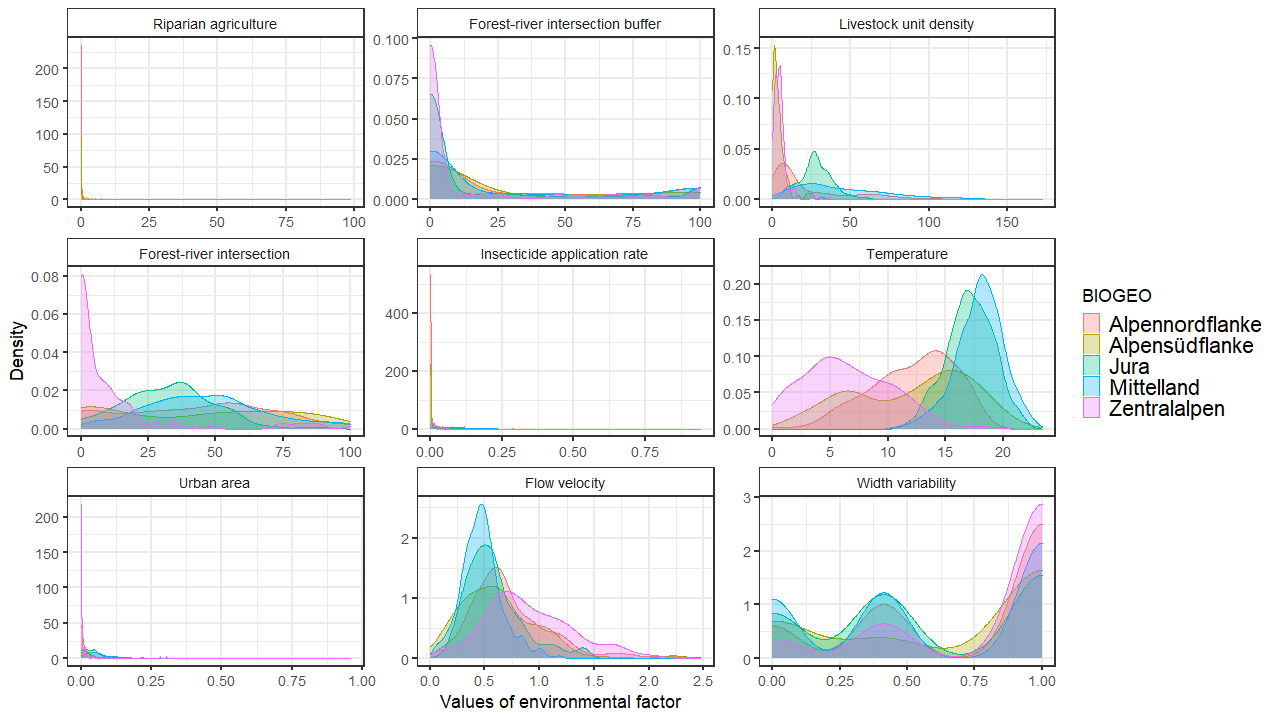 Riparian agriculture
Forest-river intersection buffer
Livestock unit density
200
150
100
50
0
0 25 50 75 100
0.100
0.075
0.050
0.025
0.000
0 25 50 75 100
0.15
0.10
0.05
0.00
0 50 100 150
Forest-river intersection
Insecticide application rate
Temperature
0.08
0.06
0.04
0.02
0.00
0 25 50 75 100
400
200
0
0.00 0.25 0.50 0.75
0.20
0.15
0.10
0.05
0.00
0 5 10 15 20
Urban area
Flow velocity
Width variability
200
150
100
50
0
0.00 0.25 0.50 0.75 1.00
2
1
0
0.0 0.5 1.0 1.5 2.0 2.5
3
2
1
0
0.00 0.25 0.50 0.75 1.00
Density
Values of environmental factor
BIOGEO
Alpennordflanke
Alpensüdflanke
Jura
Mittelland
Zentralalpen